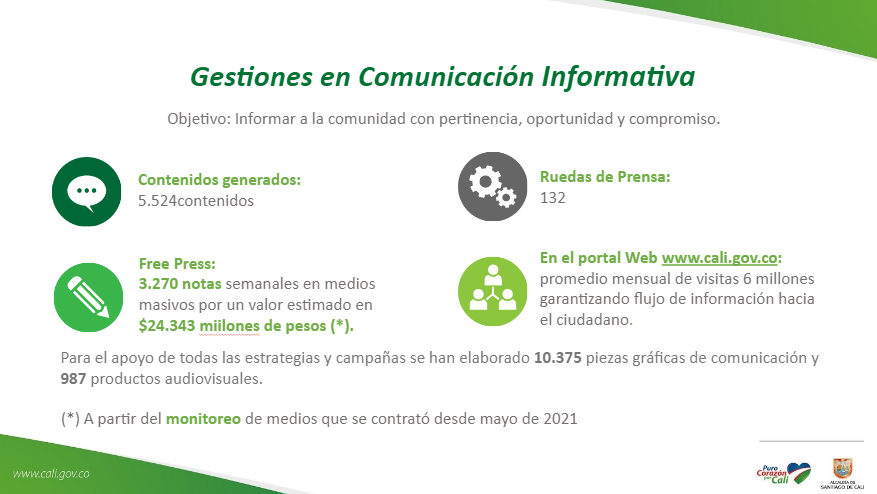 Gestiones en Comunicación Informativa
Objetivo: Informar a la comunidad con pertinencia, oportunidad y compromiso.
Contenidos generados:
5.524contenidos
Ruedas de Prensa:
132
Free Press:
3.270 notas semanales en medios
masivos por un valor estimado en
$24.343 miilones de pesos (*).
En el portal Web www.cali.gov.co:
promedio mensual de visitas 6 millones
garantizando flujo de información hacia
el ciudadano.
Para el apoyo de todas las estrategias y campañas se han elaborado 10.375 piezas gráficas de comunicación y
987 productos audiovisuales.
(*) A partir del monitoreo de medios que se contrató desde mayo de 2021
www.cali.gov.co
Puro
Corazón
por Cali
ALCALDÍA DE
SANTIAGO DE CALI